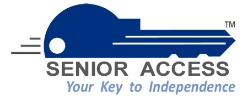 TM
SENIOR ACCESS
Your Key to Independence